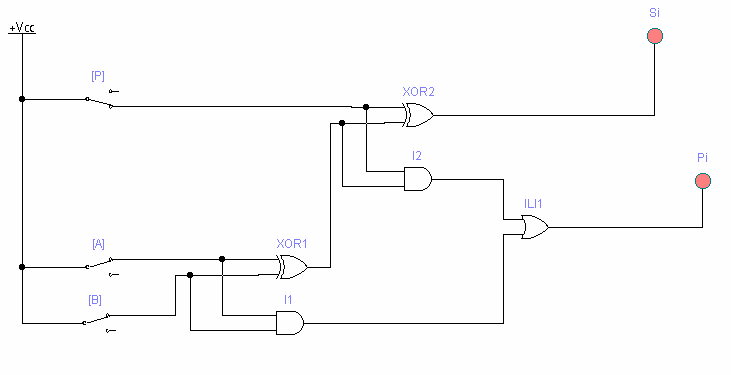 Si
+Vcc
[P]
XOR2
I2
Pi
ILI1
[A]
XOR1
[B]
I1